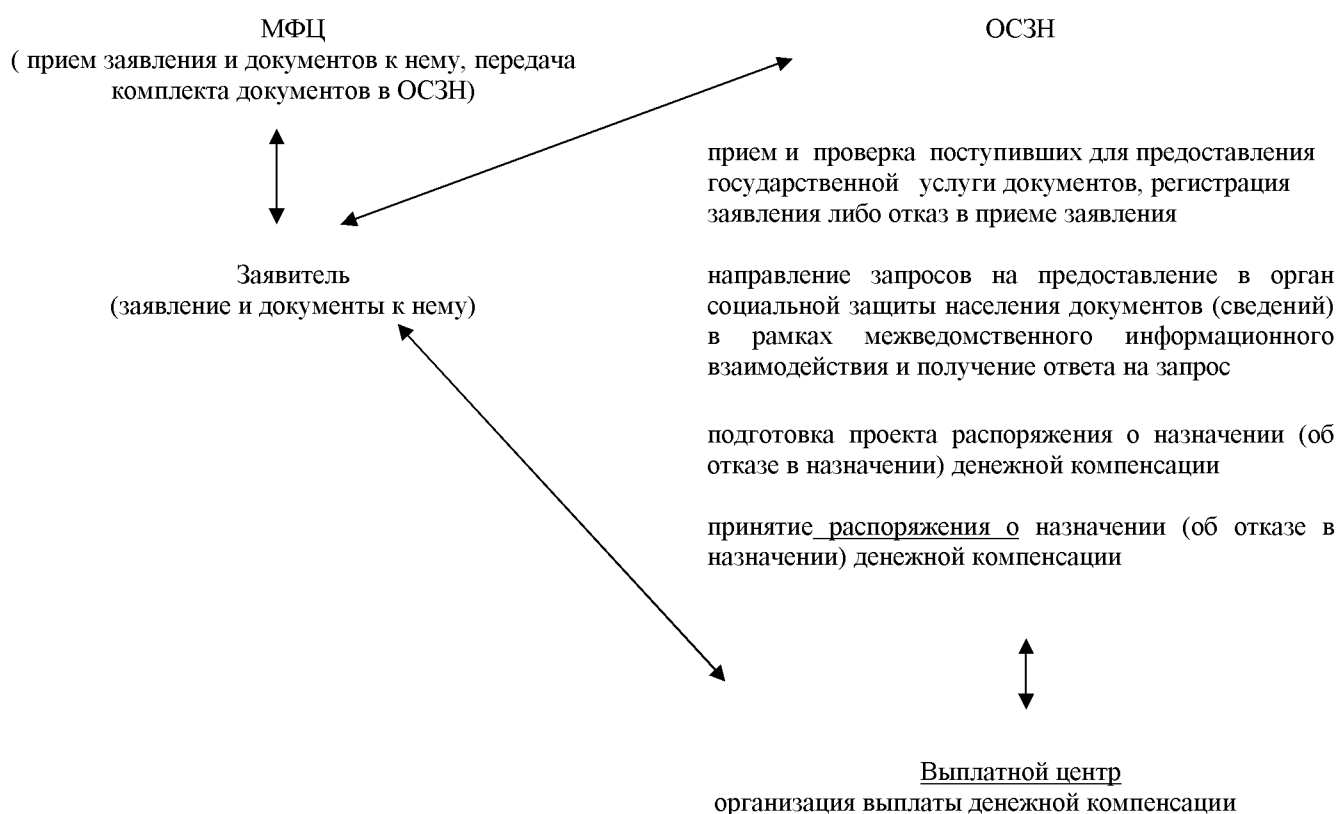 МФЦ
( прием заявления и документов к нему, передача
комплекта документов в ОСЗН)
Заявитель
(заявление и документы к нему)
ОСЗН
прием и проверка поступивших для предоставления
государственной услуги документов, регистрация
заявления либо отказ в приеме заявления
направление запросов на предоставление в орган
социальной защиты населения документов (сведений)
в рамках межведомственного информационного
взаимодействия и получение ответа на запрос
подготовка проекта распоряжения о назначении (об
отказе в назначении) денежной компенсации
принятие распоряжения о назначении (об отказе в
назначении) денежной компенсации
Выплатной центр
организация выплаты денежной компенсации